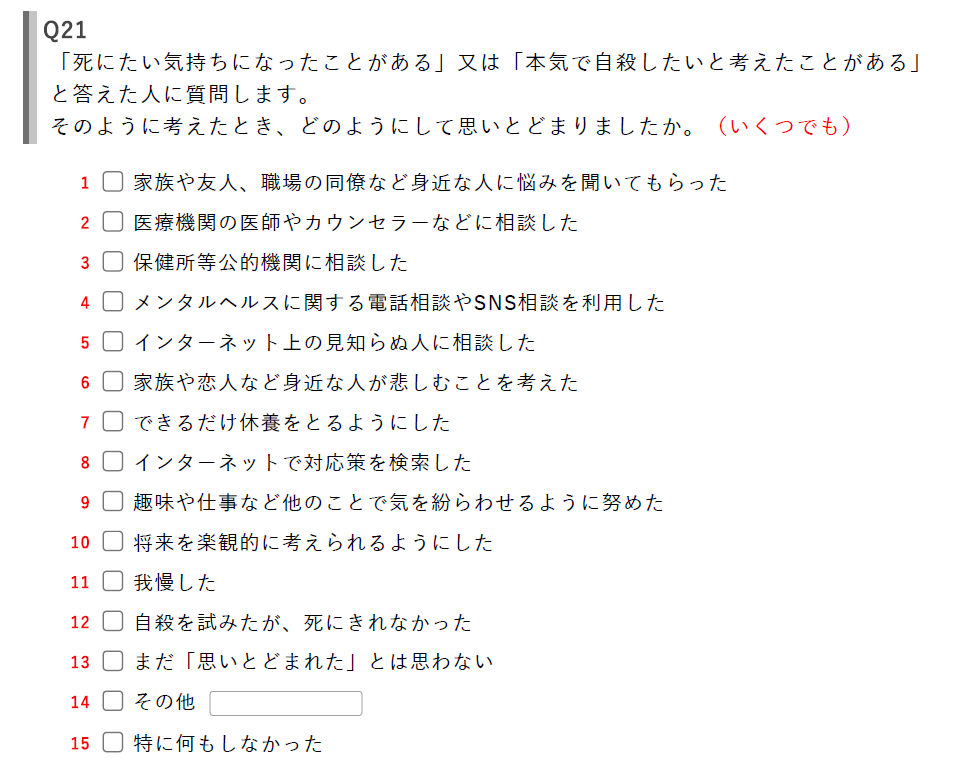 Q21
「死にたい気持ちになったことがある」又は「本気で自殺したいと考えたことがある」
と答えた人に質問します。
そのように考えたとき、どのようにして思いとどまりましたか。（いくつでも）
1 家族や友人、職場の同僚など身近な人に悩みを聞いてもらった
2 医療機関の医師やカウンセラーなどに相談した
3 保健所等公的機関に相談した
4 メンタルヘルスに関する電話相談やSNS相談を利用した
5 インターネット上の見知らぬ人に相談した
6 家族や恋人など身近な人が悲しむことを考えた
7 できるだけ休養をとるようにした
8 インターネットで対応策を検索した
9 趣味や仕事など他のことで気を紛らわせるように努めた
10 将来を楽観的に考えられるようにした
11 我慢した
12 自殺を試みたが、死にきれなかった
13 まだ「思いとどまれた」とは思わない
14 その他
15 特に何もしなかった